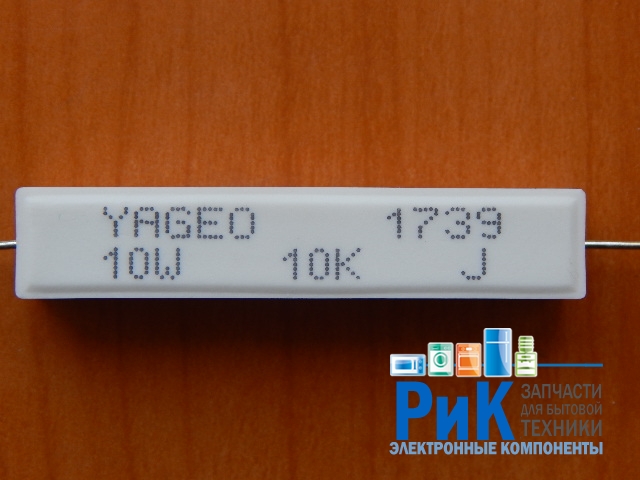 YAGEO 1739
10W 10K J
РиК
ЗАПЧАСТИ
ДЛЯ БЫТОВОЙ
ТЕХНИКИ
ЭЛЕКТРОННЫЕ КОМПОНЕНТЫ